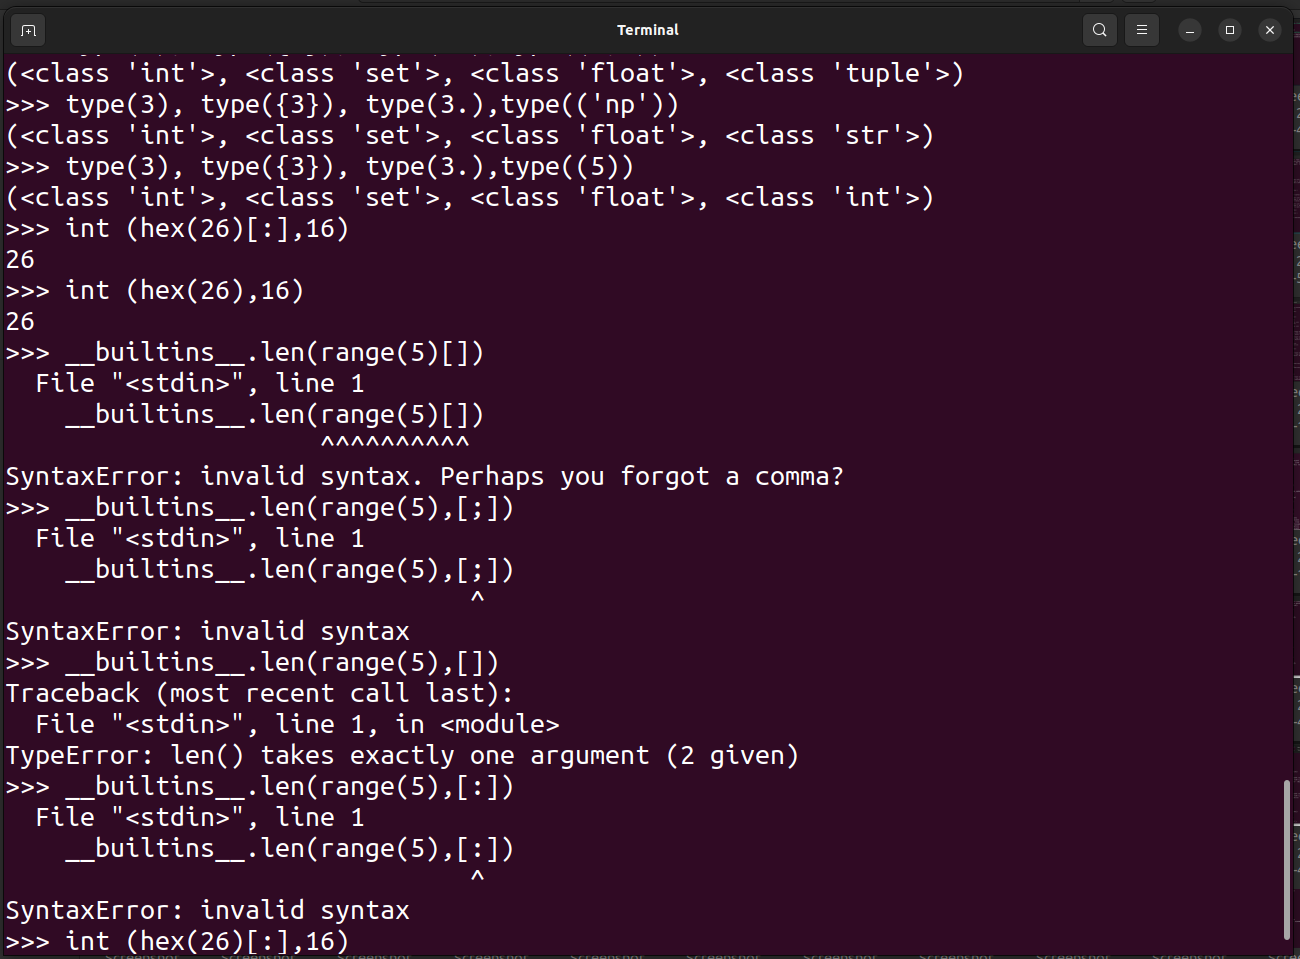 Terminal
(<class 'int'>, <class 'set'>, <class 'float'>, <class 'tuple'>)
>>> type(3), type({3}), type(3.),type(('np'))
(<class 'int'>, <class 'set'>, <class 'float'>, <class 'str'>)
>>> type(3), type({3}), type(3.),type((5))
(<class 'int'>, <class 'set'>, <class 'float'>, <class 'int'>)
>>> int (hex(26)[:],16)
26
>>> int (hex(26),16)
26
>>> __builtins__.len(range(5)[])
  File "<stdin>", line 1
    __builtins__.len(range(5)[])
                     ^^^^^^^^^^
SyntaxError: invalid syntax. Perhaps you forgot a comma?
>>> __builtins__.len(range(5),[;])
  File "<stdin>", line 1
    __builtins__.len(range(5),[;])
                               ^
SyntaxError: invalid syntax
>>> __builtins__.len(range(5),[])
Traceback (most recent call last):
  File "<stdin>", line 1, in <module>
TypeError: len() takes exactly one argument (2 given)
>>> __builtins__.len(range(5),[:])
  File "<stdin>", line 1
    __builtins__.len(range(5),[:])
                               ^
SyntaxError: invalid syntax
>>> int (hex(26)[:],16)